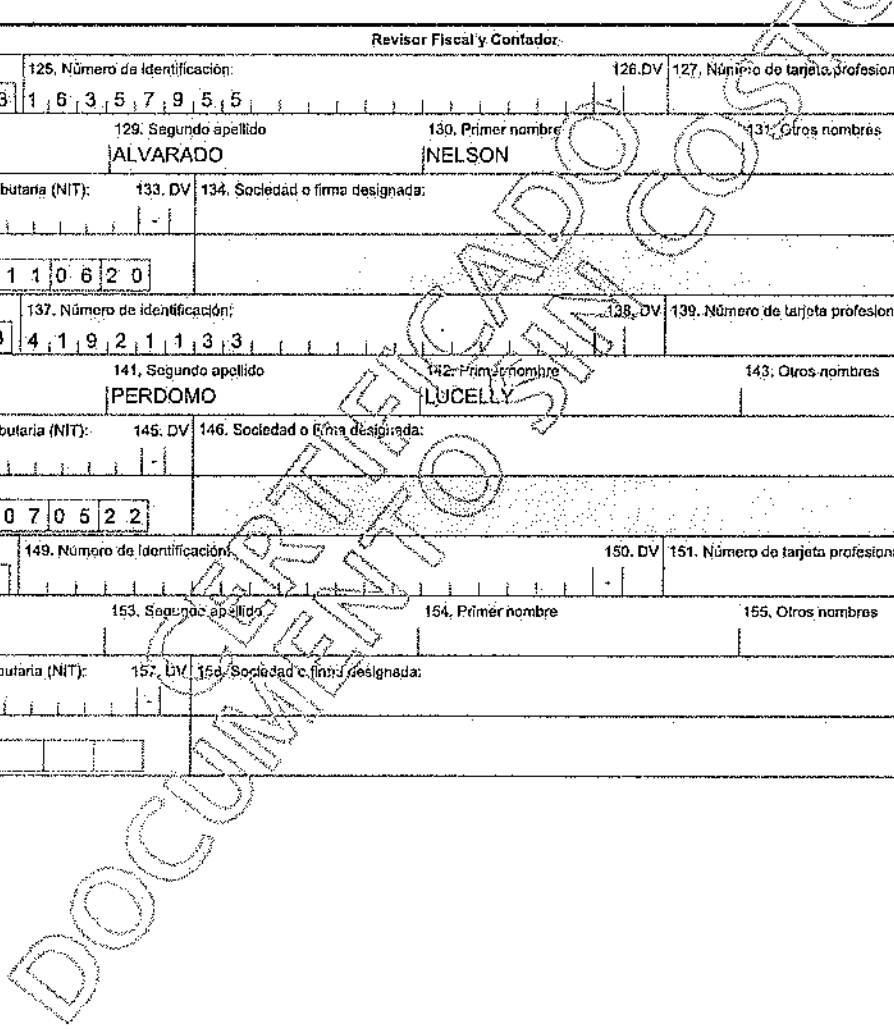 Revisor Fiscal y Contador
125. Número de Identificación: 126.DV 127. Número de tarjeta profesion
3 1 6 3 5 7 9 5 5 -
129. Segundo apellido 130. Primer nombre 131. Otros nombres
ALVARADO NELSON
butaria (NIT): 133. DV 134. Sociedad o firma designada:
-
1 1 0 6 2 0
137. Número de identificación: 138. DV 139. Número de tarjeta profesion
3 4 1 9 2 1 1 3 3
141. Segundo apellido 142. Primer nombre 143. Otros nombres
PERDOMO LUCELLY
butaria (NIT): 145. DV 146. Sociedad o firma designada:
-
0 7 0 5 2 2
149. Número de Identificación: 150. DV 151. Número de tarjeta profesiona
-
153. Segundo apellido 154. Primer nombre 155. Otros nombres
butaria (NIT): 157. DV 158. Sociedad o firma designada:
-
CERTIFICADO
DOCUMENTO SIN COSTO